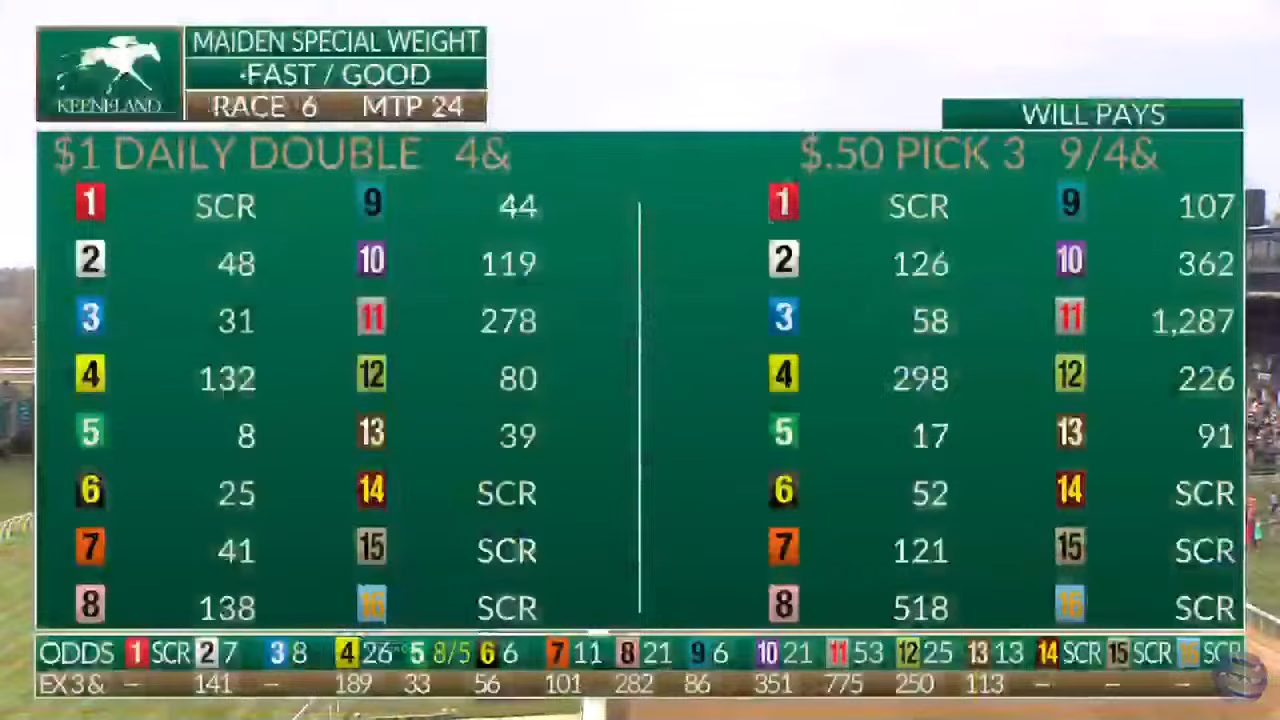 KEENELAND
MAIDEN SPECIAL WEIGHT
FAST / GOOD
RACE 6 MTP 24
WILL PAYS
$1 DAILY DOUBLE 4& $.50 PICK 3 9/4&
1 SCR 9 44 1 SCR 9 107
2 48 10 119 2 126 10 362
3 31 11 278 3 58 11 1,287
4 132 12 80 4 298 12 226
5 8 13 39 5 17 13 91
6 25 14 SCR 6 52 14 SCR
7 41 15 SCR 7 121 15 SCR
8 138 16 SCR 8 518 16 SCR
ODDS 1 SCR 2 7 3 8 4 26 5 8/5 6 6 7 11 8 21 9 6 10 21 11 53 12 25 13 13 14 SCR 15 SCR 16 SCR
EX 3 & – 141 – 189 33 56 101 282 86 351 775 250 113 – – –